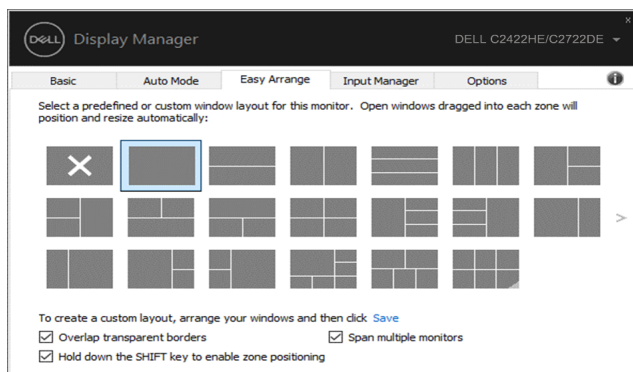 DELL Display Manager
DELL C2422HE/C2722DE
Basic Auto Mode Easy Arrange Input Manager Options
Select a predefined or custom window layout for this monitor. Open windows dragged into each zone will
position and resize automatically:
To create a custom layout, arrange your windows and then click Save
Overlap transparent borders
Span multiple monitors
Hold down the SHIFT key to enable zone positioning